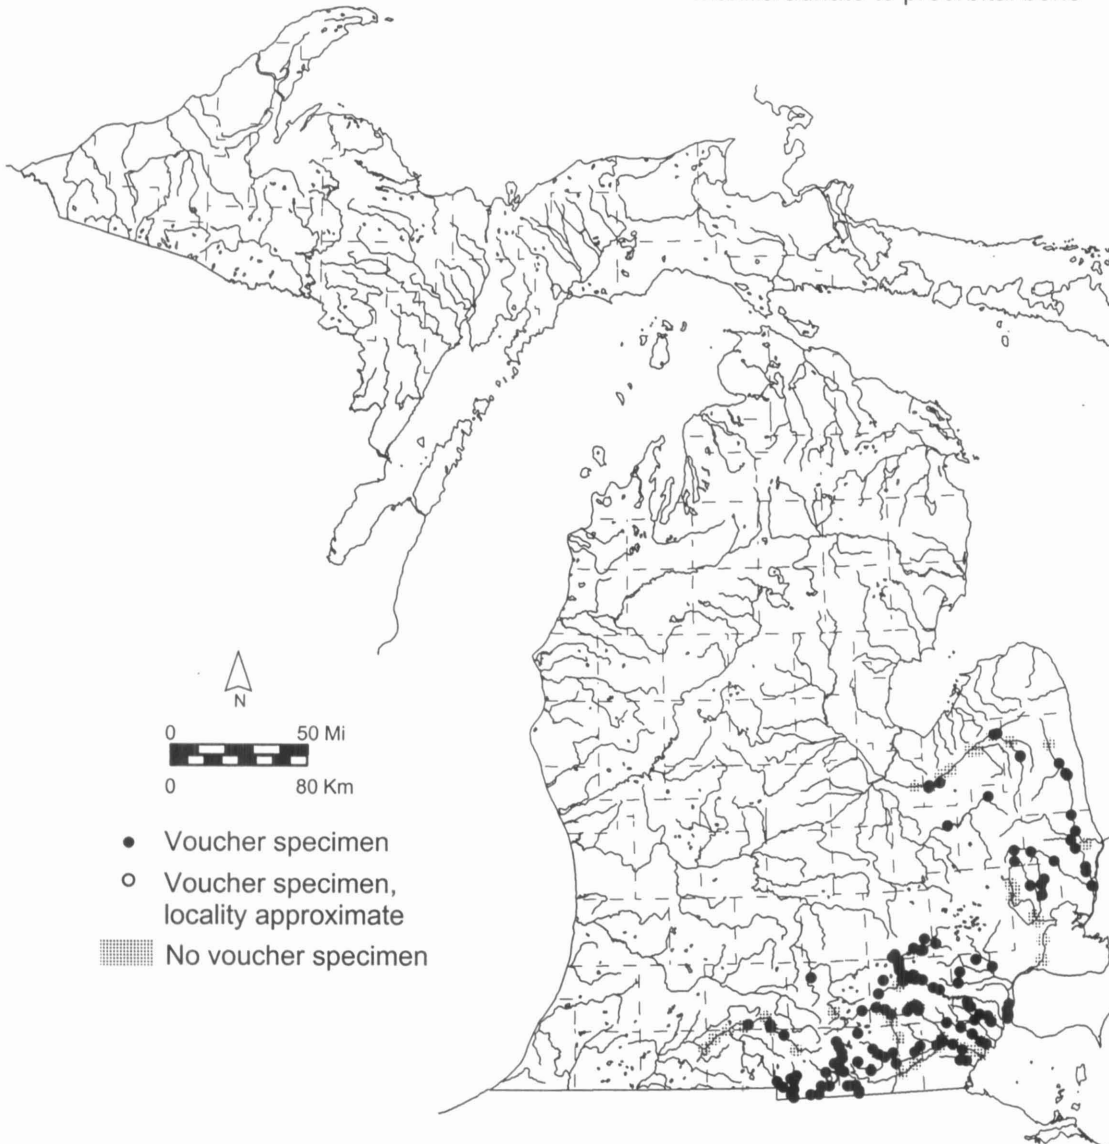 N
0 50 Mi
0 80 Km
Voucher specimen
Voucher specimen,
locality approximate
No voucher specimen